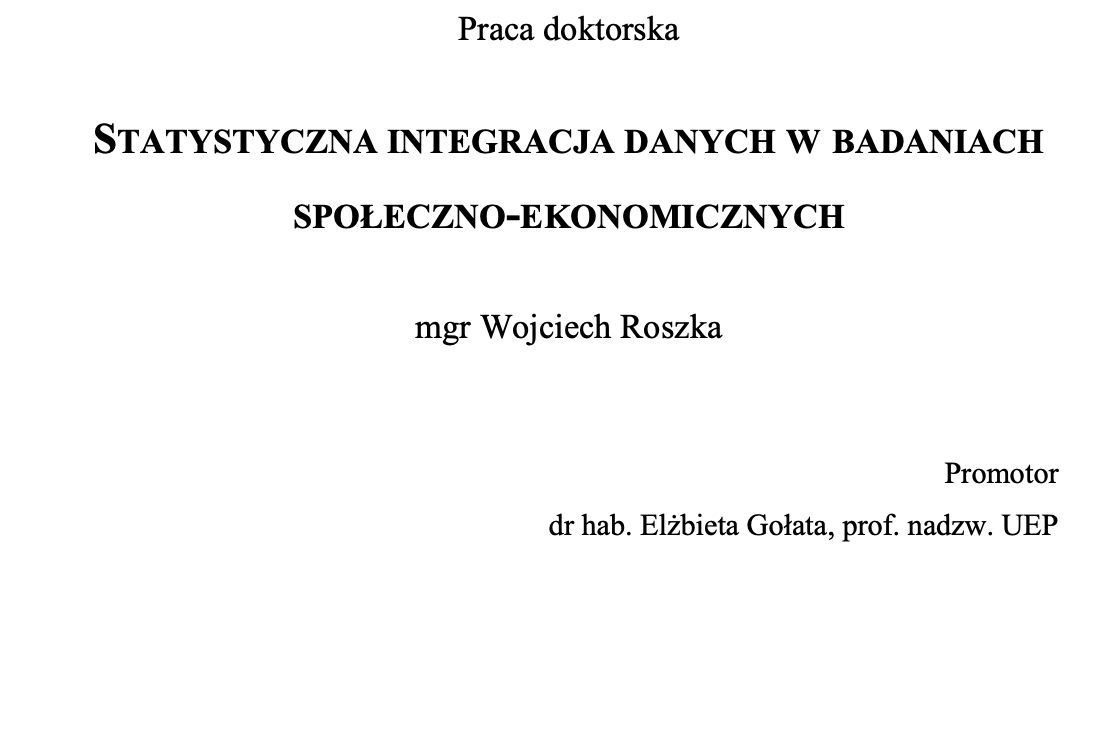 Praca doktorska
STATYSTYCZNA INTEGRACJA DANYCH W BADANIACH
SPOŁECZNO-EKONOMICZNYCH
mgr Wojciech Roszka
Promotor
dr hab. Elżbieta Gołata, prof. nadzw. UEP